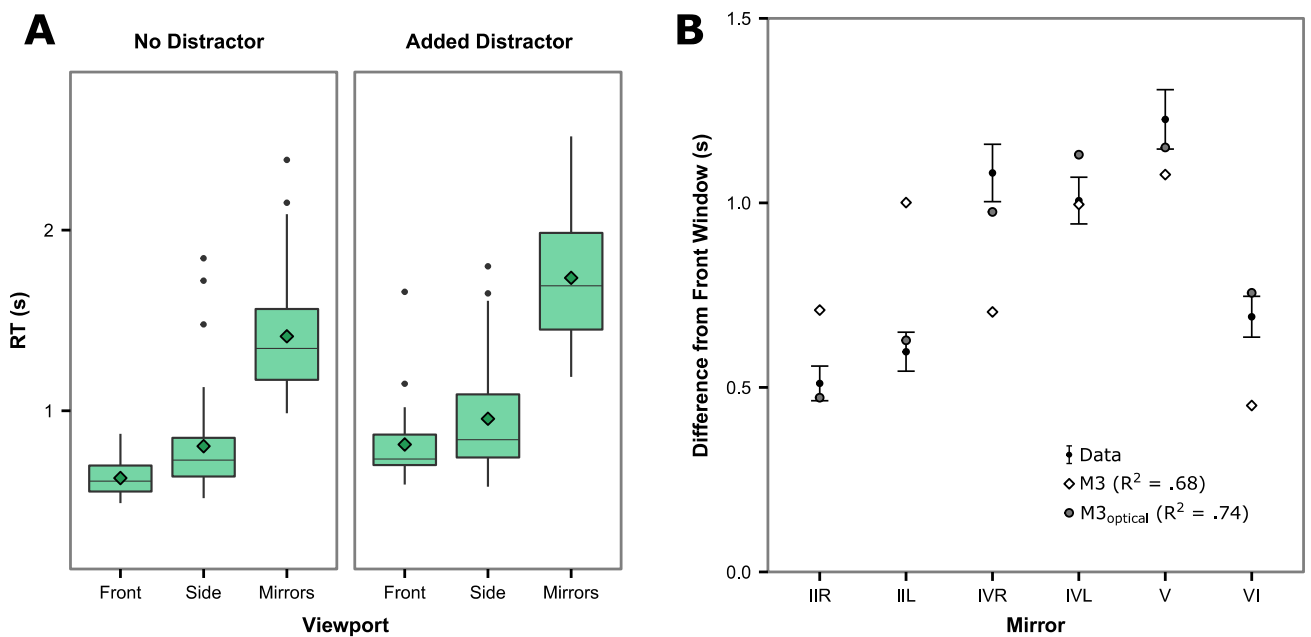 A
No Distractor
Added Distractor
RT (s)
2
1
Front
Side
Mirrors
Front
Side
Mirrors
Viewport
B
Difference from Front Window (s)
1.5
1.0
0.5
0.0
Data
M3 (R² = .68)
M3optical (R² = .74)
IIR
IIL
IVR
IVL
V
VI
Mirror